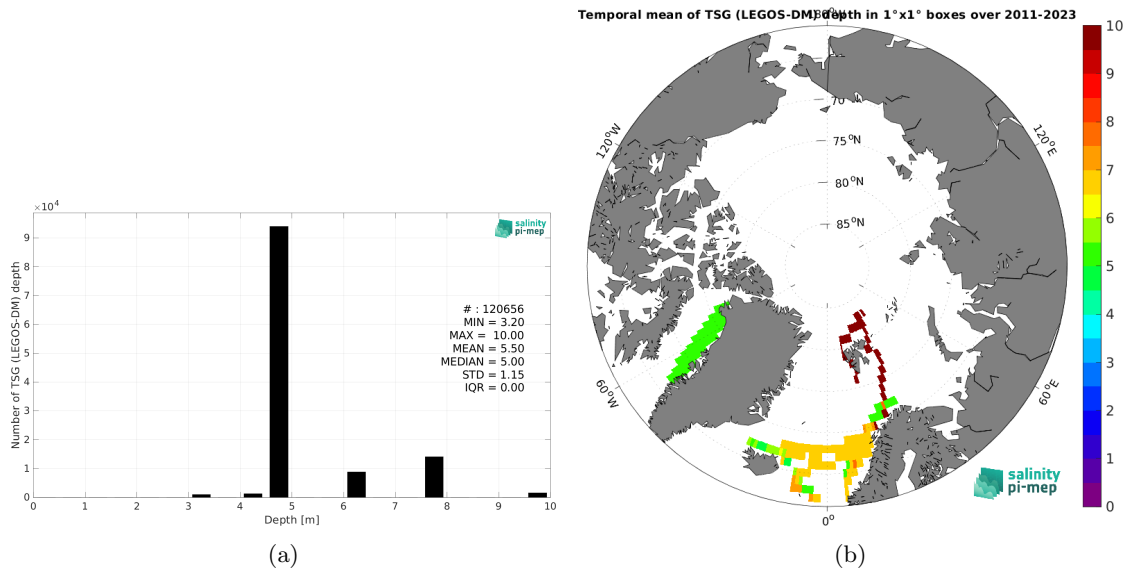 ×10⁴
9
8
7
6
5
4
3
2
1
0
Number of TSG (LEGOS-DM) depth
salinity
pi-mep
# : 120656
MIN = 3.20
MAX = 10.00
MEAN = 5.50
MEDIAN = 5.00
STD = 1.15
IQR = 0.00
0 1 2 3 4 5 6 7 8 9 10
Depth [m]
(a)
Temporal mean of TSG (LEGOS-DM) depth in 1°x1° boxes over 2011-2023
180°W
120°W
120°E
60°W
60°E
0°
70
75°N
80°N
85°N
10
9
8
7
6
5
4
3
2
1
0
salinity
pi-mep
(b)